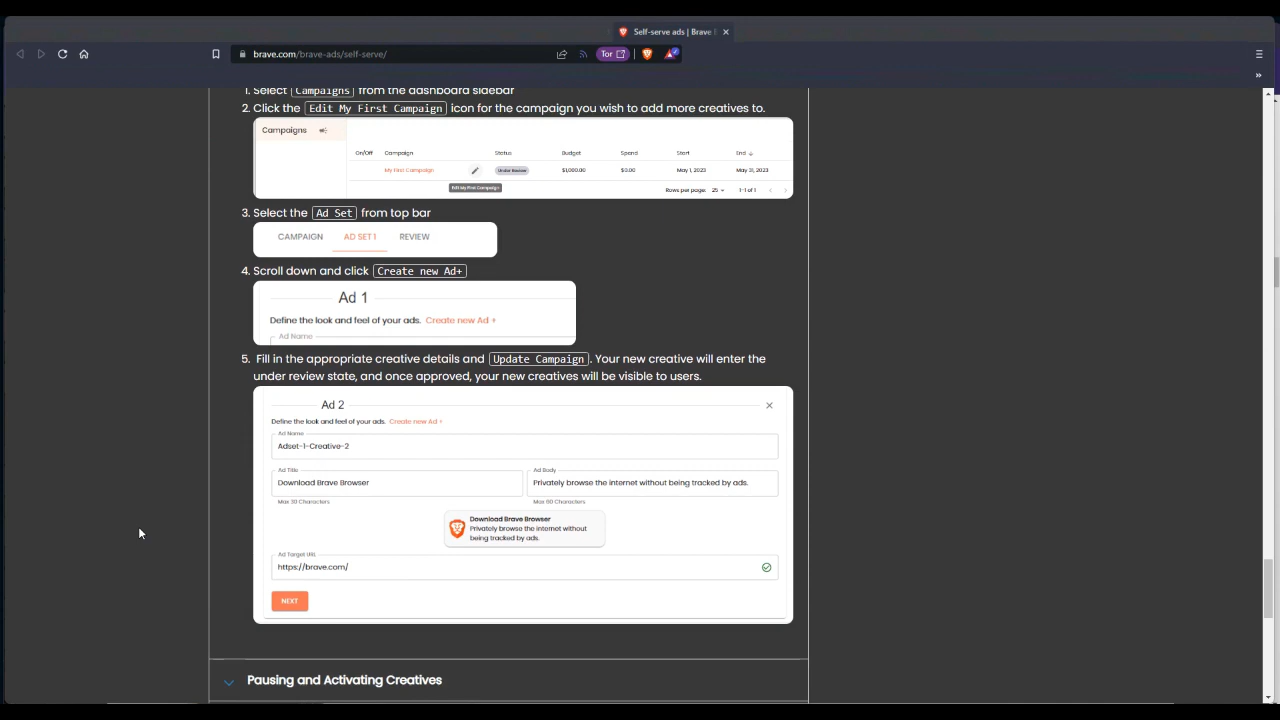 Self-serve ads | Brave
brave.com/brave-ads/self-serve/
Tor
1. Select Campaigns from the dashboard sidebar
2. Click the Edit My First Campaign icon for the campaign you wish to add more creatives to.
Campaigns
On/Off Campaign Status Budget Spend Start End
My First Campaign Under Review $1,000.00 $0.00 May 1, 2023 May 31, 2023
Edit My First Campaign
Rows per page: 25 1-1 of 1
3. Select the Ad Set from top bar
CAMPAIGN AD SET 1 REVIEW
4. Scroll down and click Create new Ad+
Ad 1
Define the look and feel of your ads. Create new Ad +
Ad Name
5. Fill in the appropriate creative details and Update Campaign. Your new creative will enter the
under review state, and once approved, your new creatives will be visible to users.
Ad 2
Define the look and feel of your ads. Create new Ad +
Ad Name
Adset-1-Creative-2
Ad Title Ad Body
Download Brave Browser Privately browse the internet without being tracked by ads.
Max 30 Characters Max 60 Characters
Download Brave Browser
Privately browse the internet without
being tracked by ads.
Ad Target URL
https://brave.com/
NEXT
Pausing and Activating Creatives